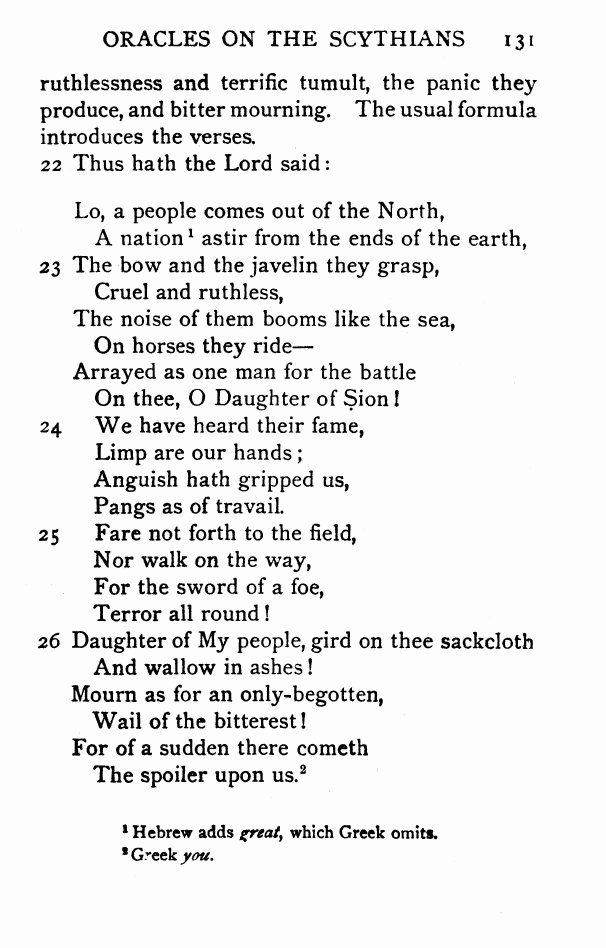 ORACLES ON THE SCYTHIANS 131
ruthlessness and terrific tumult, the panic they
produce, and bitter mourning. The usual formula
introduces the verses.
22 Thus hath the Lord said:
Lo, a people comes out of the North,
A nation¹ astir from the ends of the earth,
23 The bow and the javelin they grasp,
Cruel and ruthless,
The noise of them booms like the sea,
On horses they ride—
Arrayed as one man for the battle
On thee, O Daughter of Ṣion!
24 We have heard their fame,
Limp are our hands;
Anguish hath gripped us,
Pangs as of travail.
25 Fare not forth to the field,
Nor walk on the way,
For the sword of a foe,
Terror all round!
26 Daughter of My people, gird on thee sackcloth
And wallow in ashes!
Mourn as for an only-begotten,
Wail of the bitterest!
For of a sudden there cometh
The spoiler upon us.²
¹ Hebrew adds great, which Greek omits.
² Greek you.